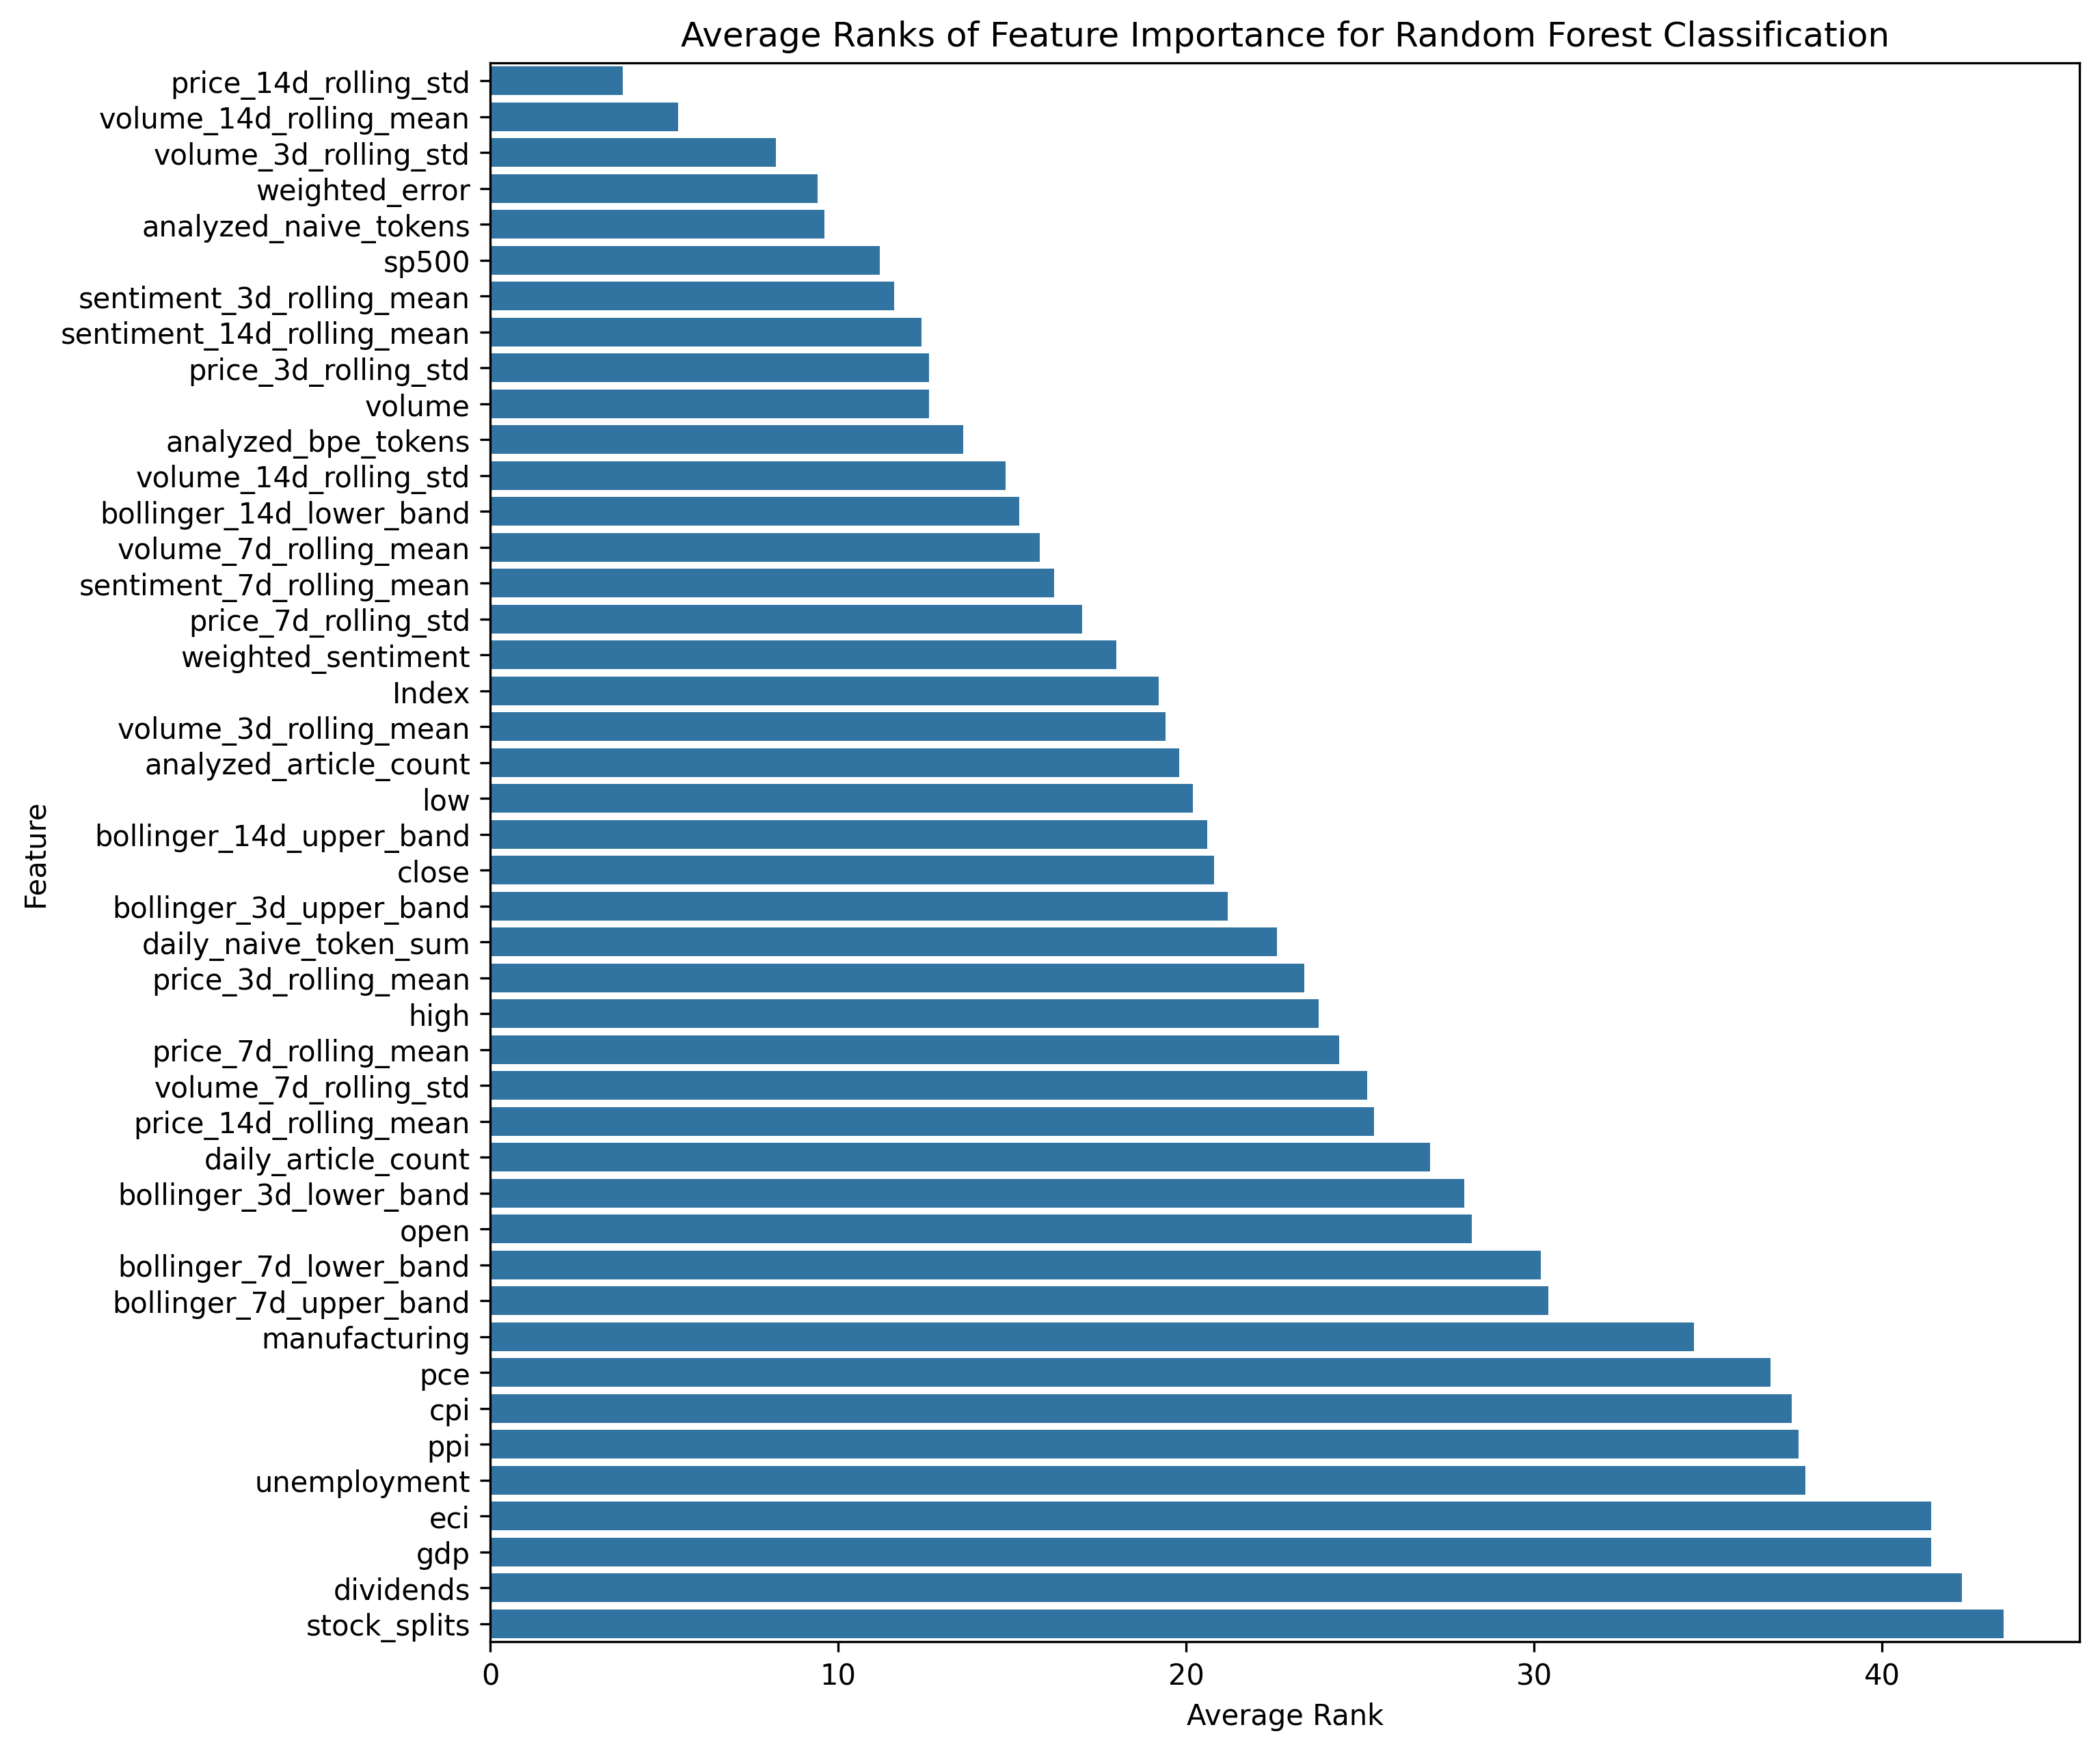 Average Ranks of Feature Importance for Random Forest Classification
price_14d_rolling_std
volume_14d_rolling_mean
volume_3d_rolling_std
weighted_error
analyzed_naive_tokens
sp500
sentiment_3d_rolling_mean
sentiment_14d_rolling_mean
price_3d_rolling_std
volume
analyzed_bpe_tokens
volume_14d_rolling_std
bollinger_14d_lower_band
volume_7d_rolling_mean
sentiment_7d_rolling_mean
price_7d_rolling_std
weighted_sentiment
Index
volume_3d_rolling_mean
analyzed_article_count
low
bollinger_14d_upper_band
close
bollinger_3d_upper_band
daily_naive_token_sum
price_3d_rolling_mean
high
price_7d_rolling_mean
volume_7d_rolling_std
price_14d_rolling_mean
daily_article_count
bollinger_3d_lower_band
open
bollinger_7d_lower_band
bollinger_7d_upper_band
manufacturing
pce
cpi
ppi
unemployment
eci
gdp
dividends
stock_splits
Feature
0 10 20 30 40
Average Rank